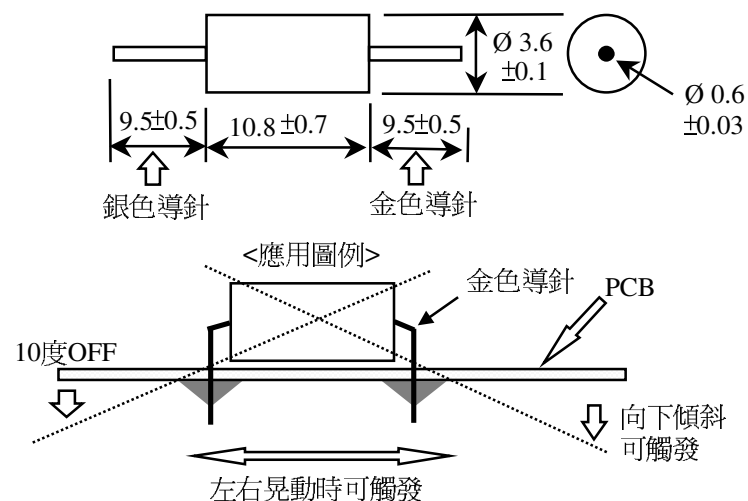 Ø 3.6
±0.1
Ø 0.6
±0.03
9.5±0.5
10.8 ±0.7
9.5±0.5
銀色導針
金色導針
<應用圖例>
金色導針
PCB
10度OFF
向下傾斜
可觸發
左右晃動時可觸發